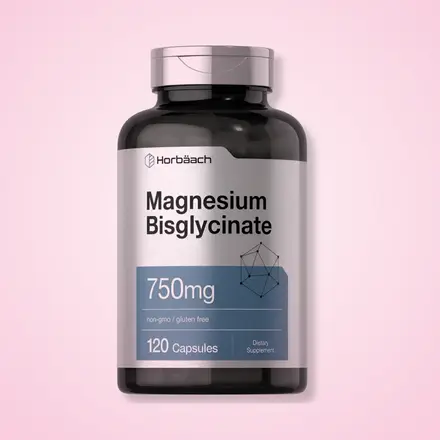 Horbäach
Magnesium
Bisglycinate
750mg
non-gmo / gluten free
120 Capsules
Dietary
Supplement